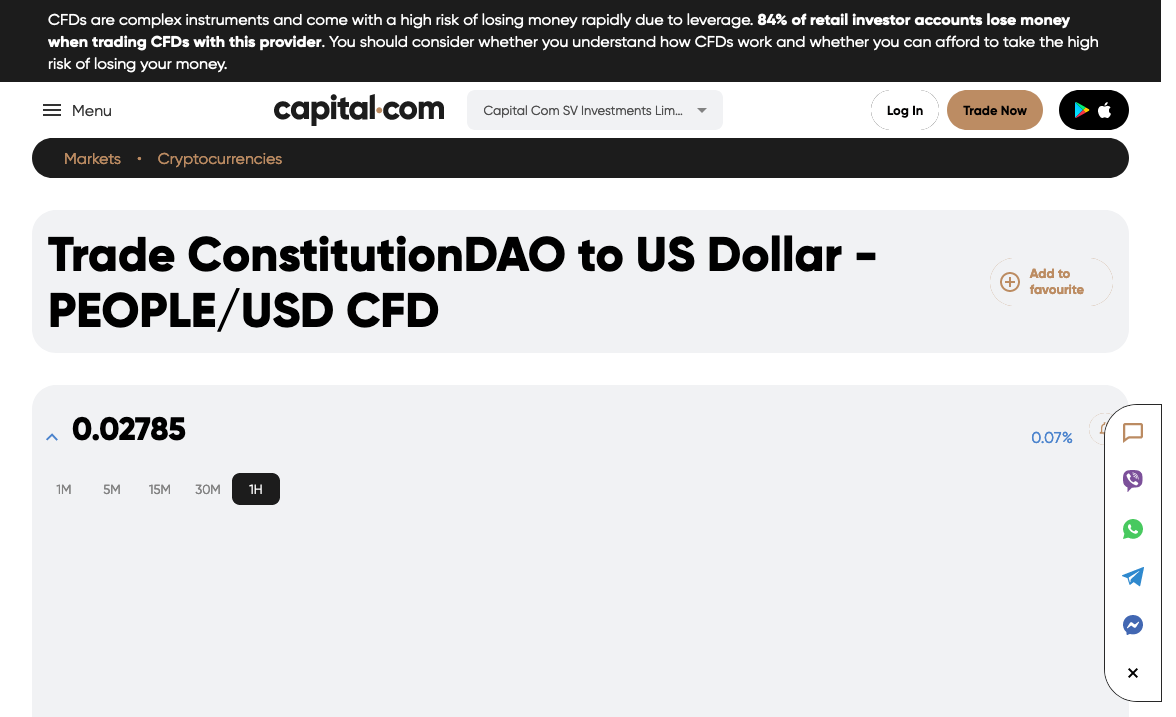 CFDs are complex instruments and come with a high risk of losing money rapidly due to leverage. 84% of retail investor accounts lose money
when trading CFDs with this provider. You should consider whether you understand how CFDs work and whether you can afford to take the high
risk of losing your money.
Menu
capital.com
Capital Com SV Investments Lim...
Log In
Trade Now
Markets • Cryptocurrencies
Trade ConstitutionDAO to US Dollar -
PEOPLE/USD CFD
Add to
favourite
0.02785
0.07%
1M 5M 15M 30M 1H